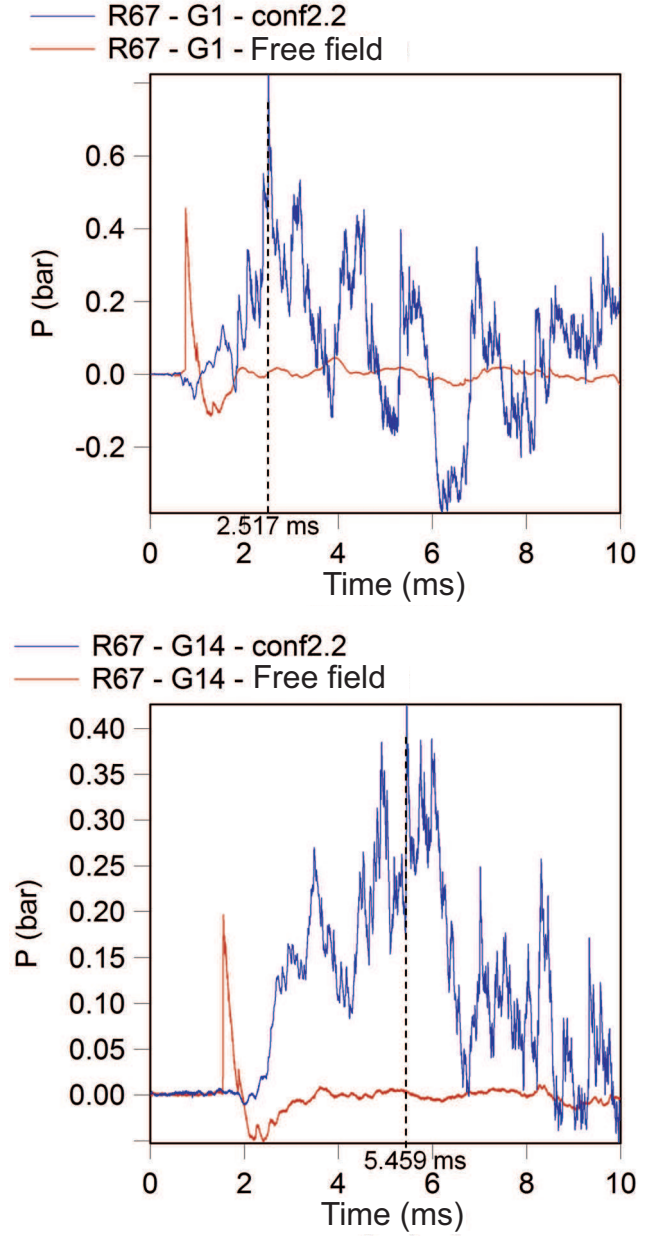 R67 - G1 - conf2.2
R67 - G1 - Free field
0.6
0.4
0.2
0.0
-0.2
P (bar)
2.517 ms
0 2 4 6 8 10
Time (ms)
R67 - G14 - conf2.2
R67 - G14 - Free field
0.40
0.35
0.30
0.25
0.20
0.15
0.10
0.05
0.00
P (bar)
5.459 ms
0 2 4 6 8 10
Time (ms)